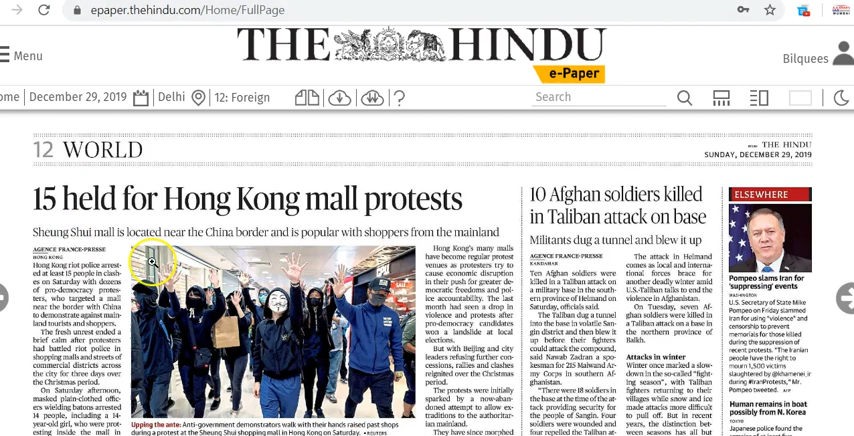 epaper.thehindu.com/Home/FullPage
THE HINDU
e-Paper
Menu
Bilquees
ome
December 29, 2019
Delhi
12: Foreign
?
Search
12 WORLD
THE HINDU
SUNDAY, DECEMBER 29, 2019
15 held for Hong Kong mall protests
Sheung Shui mall is located near the China border and is popular with shoppers from the mainland
AGENCE FRANCE-PRESSE
HONG KONG
Hong Kong riot police arrest-
ed at least 15 people in clash-
es on Saturday with dozens
of pro-democracy protes-
ters, who targeted a mall
near the border with China
to demonstrate against main-
land tourists and shoppers.
The fresh unrest ended a
brief calm after protesters
had battled riot police in
shopping malls and streets of
commercial districts across
the city for three days over
the Christmas period.
On Saturday afternoon,
masked plain-clothed offic-
ers wielding batons arrested
14 people, including a 14-
year-old girl, who were prot-
esting inside the mall in
Upping the ante: Anti-government demonstrators walk with their hands raised past shops
during a protest at the Sheung Shui shopping mall in Hong Kong on Saturday. • REUTERS
Hong Kong's many malls
have become regular protest
venues as protesters try to
cause economic disruption
in their push for greater de-
mocratic freedoms and pol-
ice accountability. The last
month had seen a drop in
violence and protests after
pro-democracy candidates
won a landslide at local
elections.
But with Beijing and city
leaders refusing further con-
cessions, rallies and clashes
reignited over the Christmas
period.
The protests were initially
sparked by a now-aban-
doned attempt to allow ex-
traditions to the authoritar-
ian mainland.
They have since morphed
10 Afghan soldiers killed
in Taliban attack on base
Militants dug a tunnel and blew it up
AGENCE FRANCE-PRESSE
KANDAHAR
Ten Afghan soldiers were
killed in a Taliban attack on
a military base in the south-
ern province of Helmand on
Saturday, officials said.
The Taliban dug a tunnel
into the base in volatile San-
gin district and then blew it
up before their fighters
could attack the compound,
said Nawab Zadran a spo-
kesman for 215 Maiwand Ar-
my Corps in southern Af-
ghanistan.
"There were 18 soldiers in
the base at the time of the at-
tack providing security for
the people of Sangin. Four
soldiers were wounded and
four repelled the Taliban at-
The attack in Helmand
comes as local and interna-
tional forces brace for
another deadly winter amid
U.S.-Taliban talks to end the
violence in Afghanistan.
On Tuesday, seven Af-
ghan soldiers were killed in
a Taliban attack on a base in
the northern province of
Balkh.
Attacks in winter
Winter once marked a slow-
down in the so-called "fight-
ing season", with Taliban
fighters returning to their
villages while snow and ice
made attacks more difficult
to pull off. But in recent
years, the distinction bet-
ween seasons has all but
ELSEWHERE
Pompeo slams Iran for
'suppressing' events
WASHINGTON
U.S. Secretary of State Mike
Pompeo on Friday slammed
Iran for using "violence" and
censorship to prevent
memorials for those killed
during the suppression of
recent protests. "The Iranian
people have the right to
mourn 1,500 victims
slaughtered by @khamenei_ir
during #IranProtests," Mr.
Pompeo tweeted. AFP
Human remains in boat
possibly from N. Korea
TOKYO
Japanese police found the